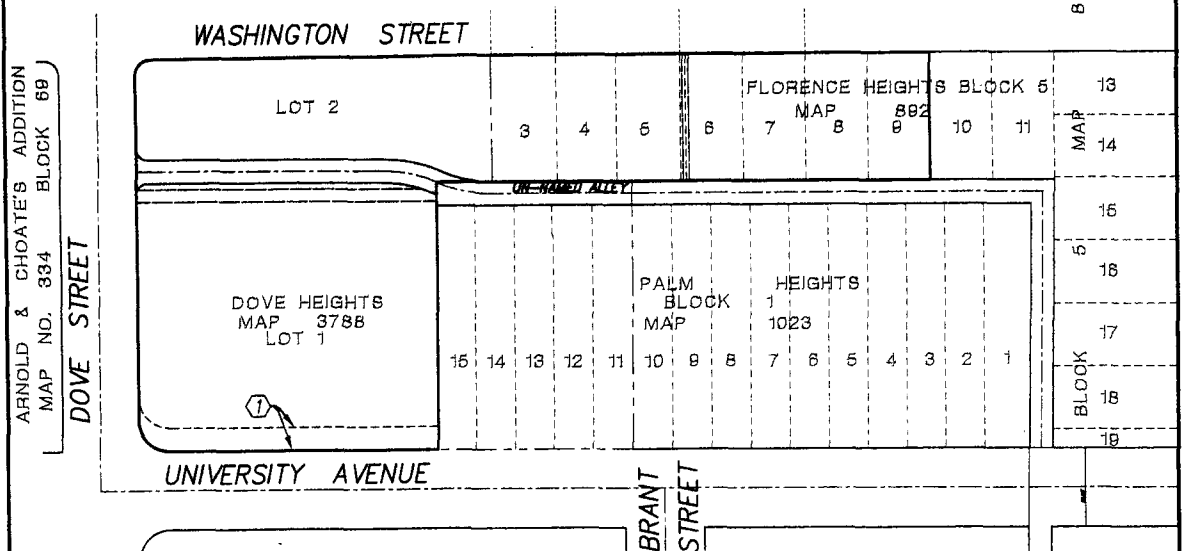 WASHINGTON STREET
B
ARNOLD & CHOATE'S ADDITION
MAP NO. 334 BLOCK 69
DOVE STREET
LOT 2
FLORENCE HEIGHTS BLOCK 5
MAP 892
3 4 5 6 7 8 9 10 11
UN-NAMED ALLEY
DOVE HEIGHTS
MAP 3788
LOT 1
1
PALM HEIGHTS
BLOCK 1
MAP 1023
15 14 13 12 11 10 9 8 7 6 5 4 3 2 1
MAP
5
BLOCK
13
14
15
16
17
18
19
UNIVERSITY AVENUE
BRANT
STREET